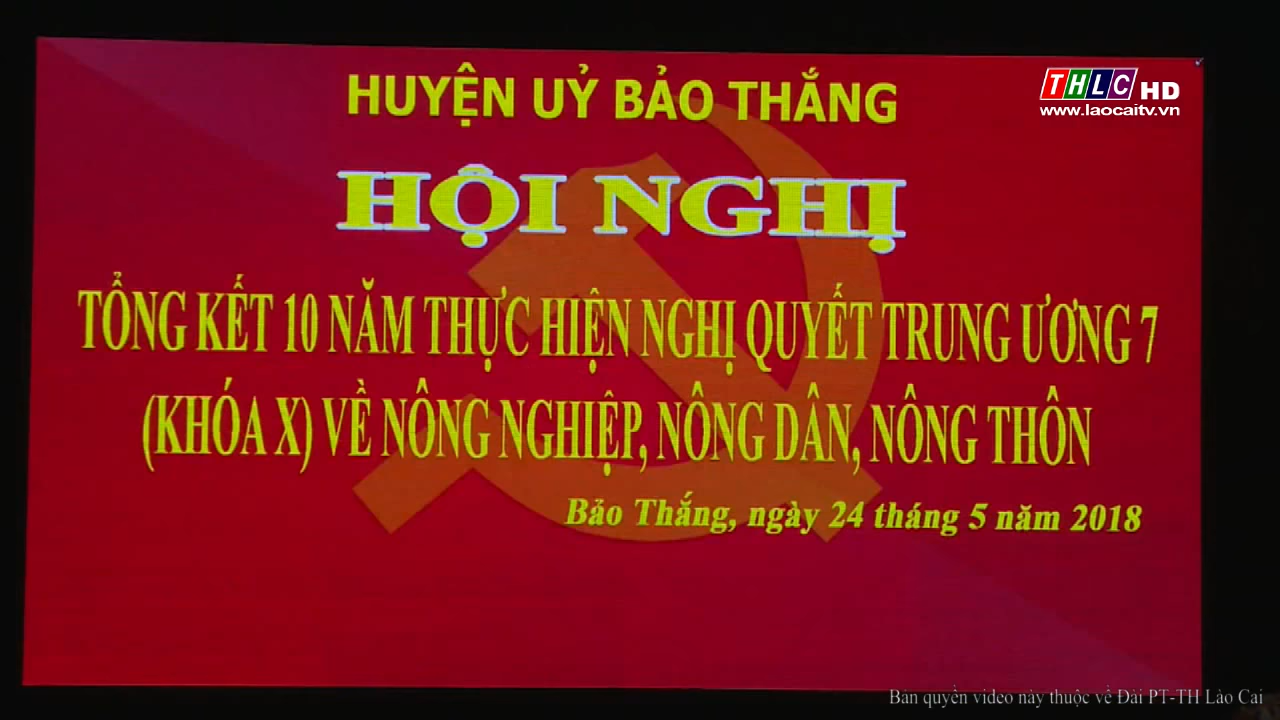 HUYỆN UỶ BẢO THẮNG
THLC HD
www.laocaitv.vn
HỘI NGHỊ
TỔNG KẾT 10 NĂM THỰC HIỆN NGHỊ QUYẾT TRUNG ƯƠNG 7
(KHÓA X) VỀ NÔNG NGHIỆP, NÔNG DÂN, NÔNG THÔN
Bảo Thắng, ngày 24 tháng 5 năm 2018
Bản quyền video này thuộc về Đài PT-TH Lào Cai